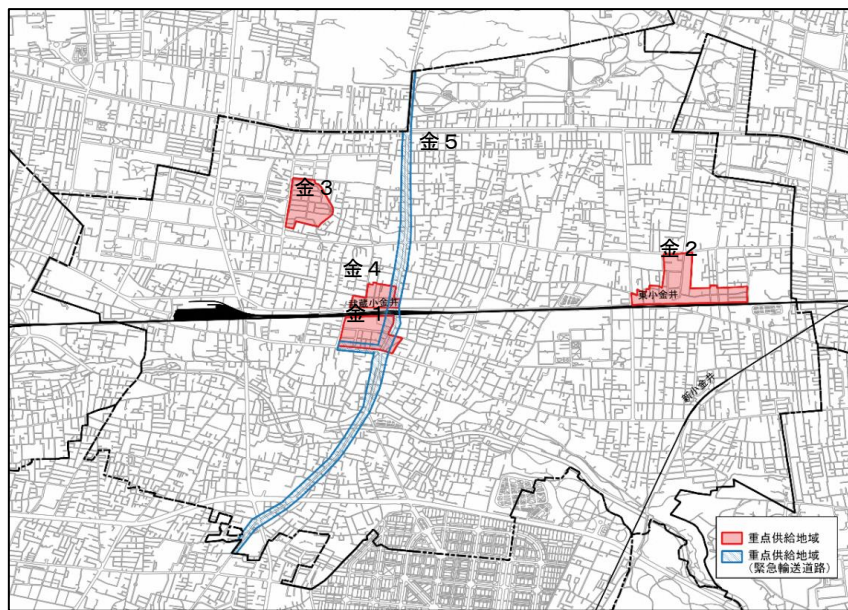 金５
金３
金２
金４
武蔵小金井
東小金井
金１
新小金井
重点供給地域
重点供給地域
（緊急輸送道路）